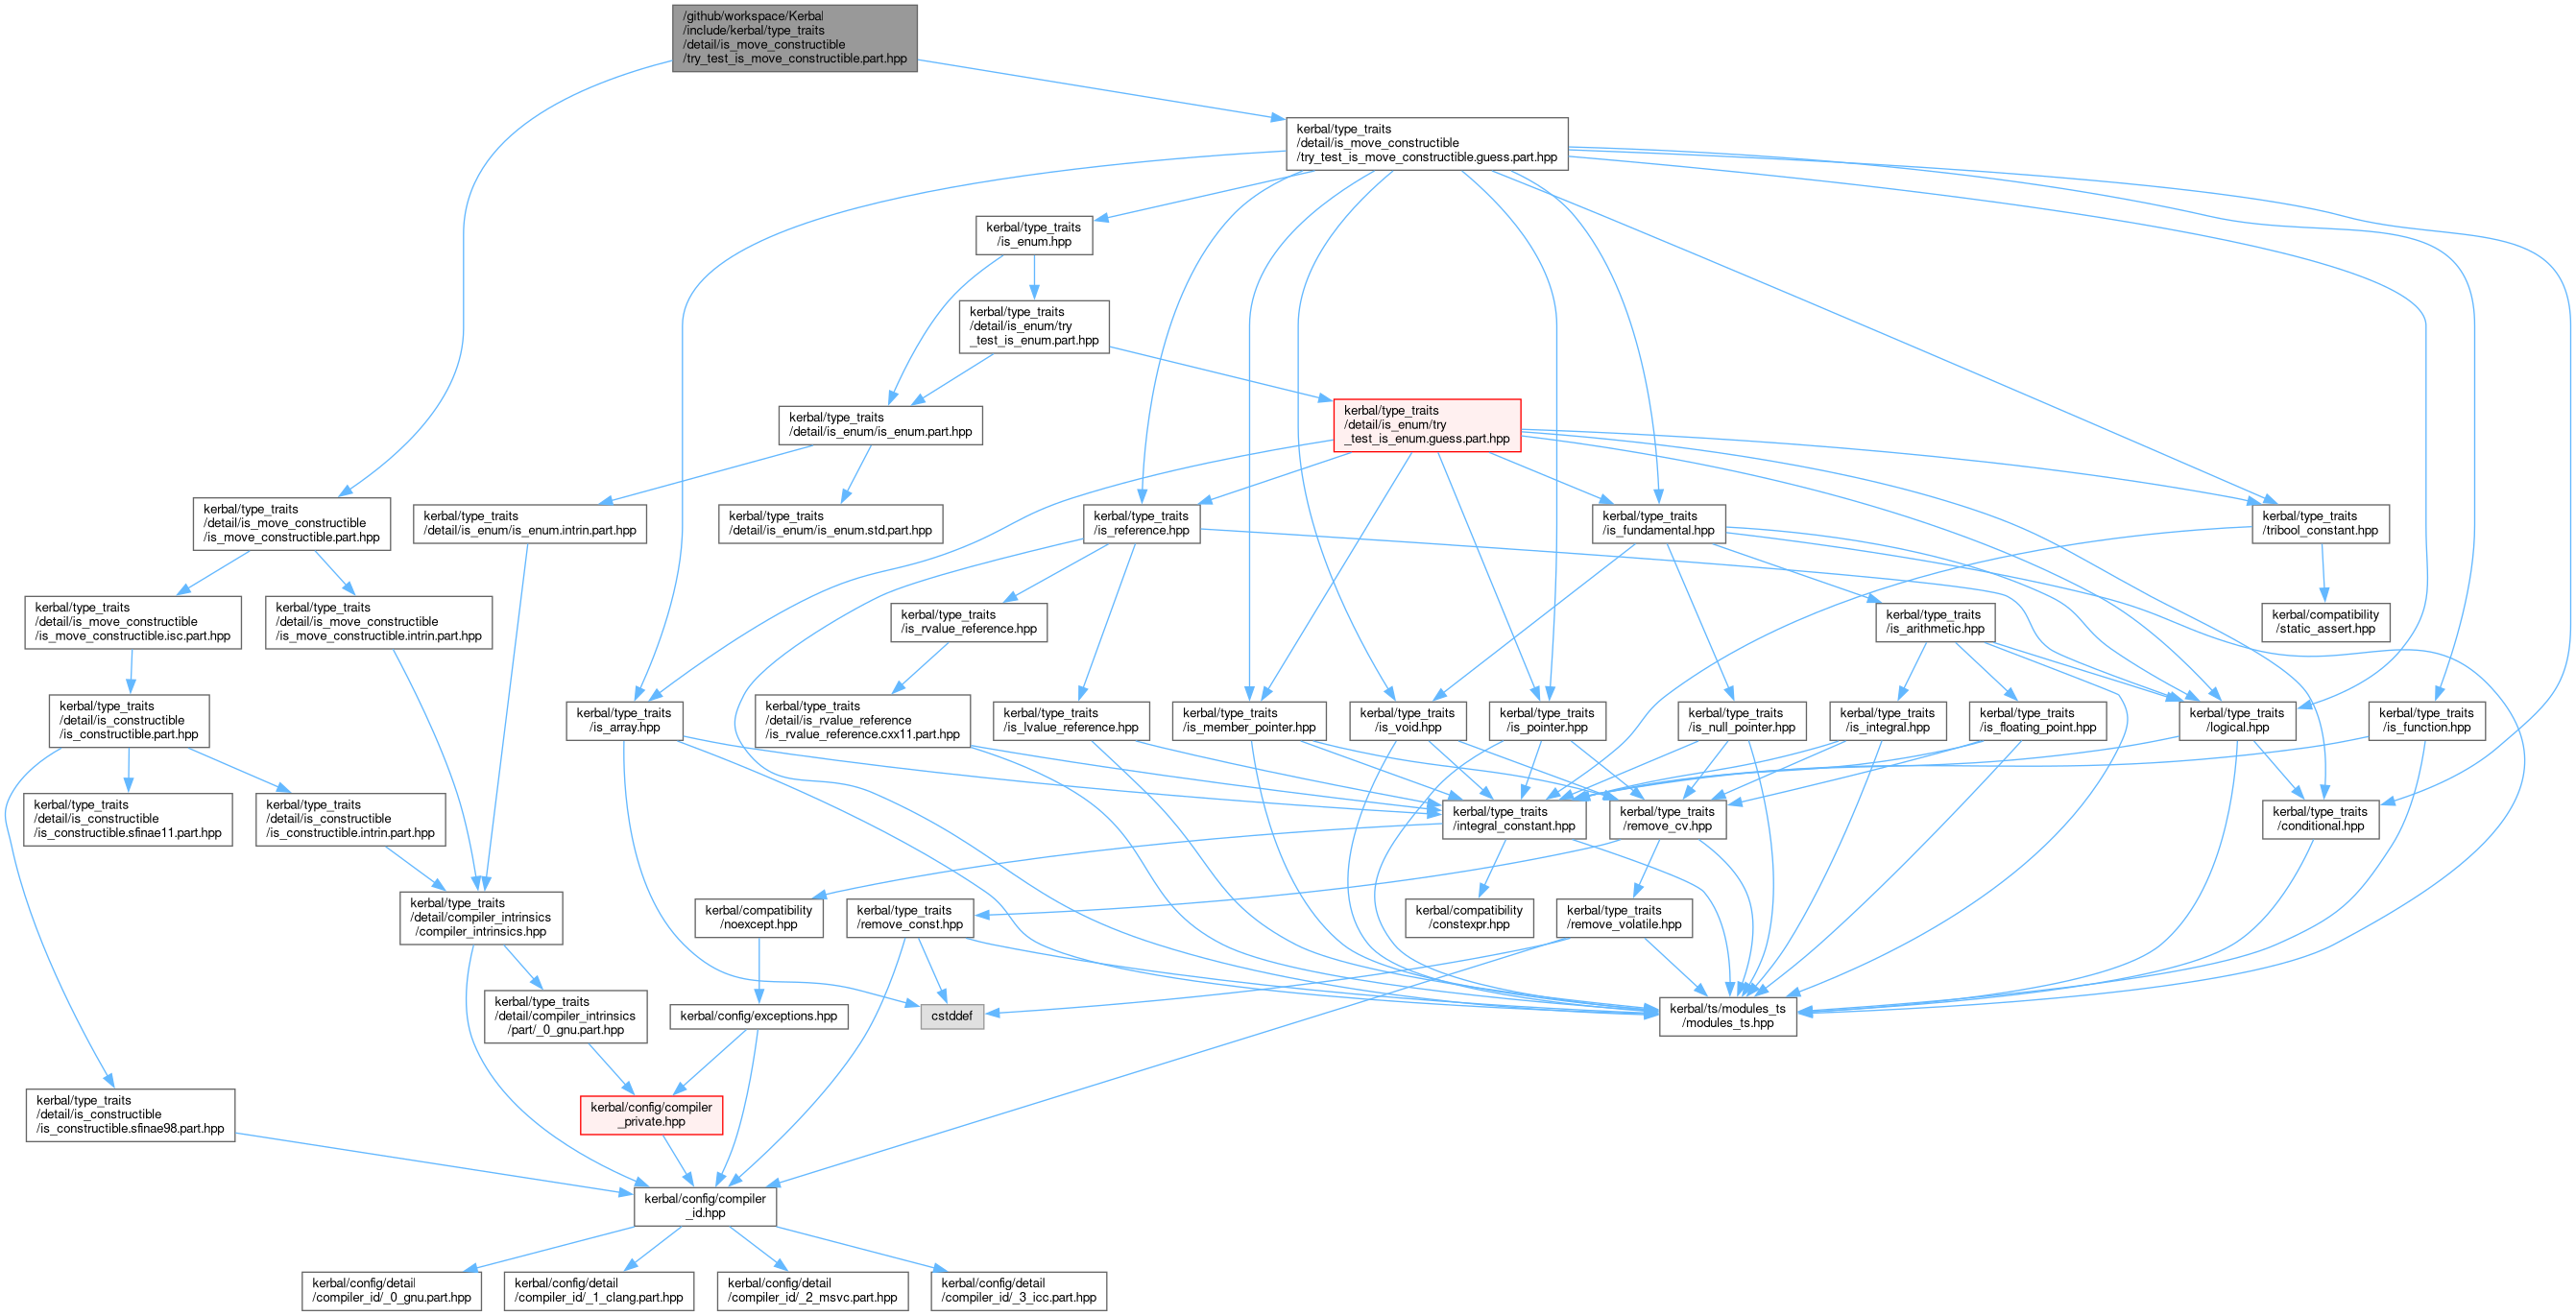 /github/workspace/Kerbal
/include/kerbal/type_traits
/detail/is_move_constructible
/try_test_is_move_constructible.part.hpp
kerbal/type_traits
/detail/is_move_constructible
/try_test_is_move_constructible.guess.part.hpp
kerbal/type_traits
/is_enum.hpp
kerbal/type_traits
/detail/is_enum/try
_test_is_enum.part.hpp
kerbal/type_traits
/detail/is_enum/is_enum.part.hpp
kerbal/type_traits
/detail/is_enum/try
_test_is_enum.guess.part.hpp
kerbal/type_traits
/detail/is_move_constructible
/is_move_constructible.part.hpp
kerbal/type_traits
/detail/is_enum/is_enum.intrin.part.hpp
kerbal/type_traits
/detail/is_enum/is_enum.std.part.hpp
kerbal/type_traits
/is_reference.hpp
kerbal/type_traits
/is_fundamental.hpp
kerbal/type_traits
/tribool_constant.hpp
kerbal/type_traits
/detail/is_move_constructible
/is_move_constructible.isc.part.hpp
kerbal/type_traits
/detail/is_move_constructible
/is_move_constructible.intrin.part.hpp
kerbal/type_traits
/is_rvalue_reference.hpp
kerbal/type_traits
/is_arithmetic.hpp
kerbal/compatibility
/static_assert.hpp
kerbal/type_traits
/detail/is_constructible
/is_constructible.part.hpp
kerbal/type_traits
/is_array.hpp
kerbal/type_traits
/detail/is_rvalue_reference
/is_rvalue_reference.cxx11.part.hpp
kerbal/type_traits
/is_lvalue_reference.hpp
kerbal/type_traits
/is_member_pointer.hpp
kerbal/type_traits
/is_void.hpp
kerbal/type_traits
/is_pointer.hpp
kerbal/type_traits
/is_null_pointer.hpp
kerbal/type_traits
/is_integral.hpp
kerbal/type_traits
/is_floating_point.hpp
kerbal/type_traits
/logical.hpp
kerbal/type_traits
/is_function.hpp
kerbal/type_traits
/detail/is_constructible
/is_constructible.sfinae11.part.hpp
kerbal/type_traits
/detail/is_constructible
/is_constructible.intrin.part.hpp
kerbal/type_traits
/integral_constant.hpp
kerbal/type_traits
/remove_cv.hpp
kerbal/type_traits
/conditional.hpp
kerbal/type_traits
/detail/compiler_intrinsics
/compiler_intrinsics.hpp
kerbal/compatibility
/noexcept.hpp
kerbal/type_traits
/remove_const.hpp
kerbal/compatibility
/constexpr.hpp
kerbal/type_traits
/remove_volatile.hpp
kerbal/type_traits
/detail/compiler_intrinsics
/part/_0_gnu.part.hpp
kerbal/config/exceptions.hpp
cstddef
kerbal/ts/modules_ts
/modules_ts.hpp
kerbal/type_traits
/detail/is_constructible
/is_constructible.sfinae98.part.hpp
kerbal/config/compiler
_private.hpp
kerbal/config/compiler
_id.hpp
kerbal/config/detail
/compiler_id/_0_gnu.part.hpp
kerbal/config/detail
/compiler_id/_1_clang.part.hpp
kerbal/config/detail
/compiler_id/_2_msvc.part.hpp
kerbal/config/detail
/compiler_id/_3_icc.part.hpp